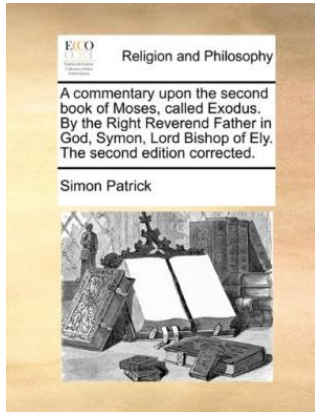 ECCO
Religion and Philosophy
A commentary upon the second
book of Moses, called Exodus.
By the Right Reverend Father in
God, Symon, Lord Bishop of Ely.
The second edition corrected.
Simon Patrick